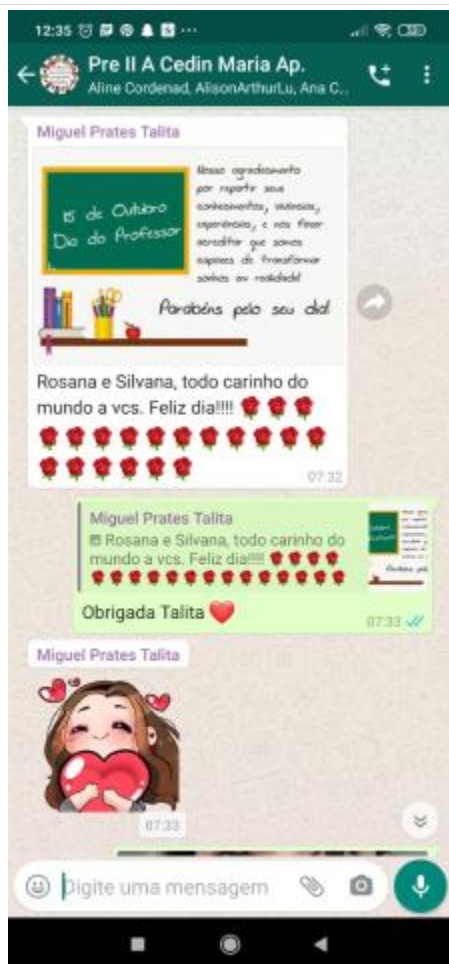 12:35
Pre II A Cedin Maria Ap.
Aline Cordenad, AlisonArthurLu, Ana C...
Miguel Prates Talita
15 de Outubro
Dia do Professor
Nosso agradecimento
por repartir seus
conhecimentos, vivências,
experiências, e nos fazer
acreditar que somos
capazes de transformar
sonhos em realidade!
Parabéns pelo seu dia!
Rosana e Silvana, todo carinho do
mundo a vcs. Feliz dia!!!! 🌹🌹🌹
🌹🌹🌹🌹🌹🌹🌹🌹🌹🌹🌹
🌹🌹🌹🌹🌹🌹
07:32
Miguel Prates Talita
Rosana e Silvana, todo carinho do
mundo a vcs. Feliz dia!!!! 🌹🌹🌹🌹
🌹🌹🌹🌹🌹🌹🌹🌹🌹🌹🌹🌹🌹🌹
Obrigada Talita ❤️
07:33
Miguel Prates Talita
07:33
Digite uma mensagem